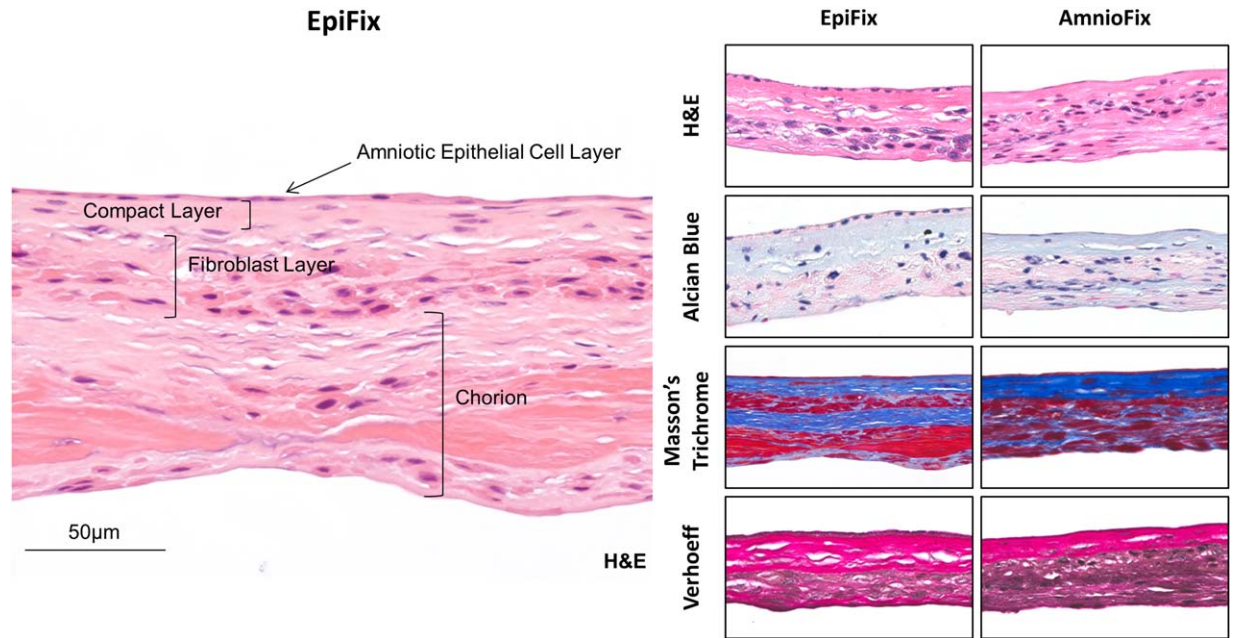 EpiFix
Amniotic Epithelial Cell Layer
Compact Layer
Fibroblast Layer
Chorion
50μm
H&E
EpiFix
AmnioFix
H&E
Alcian Blue
Masson's
Trichrome
Verhoeff